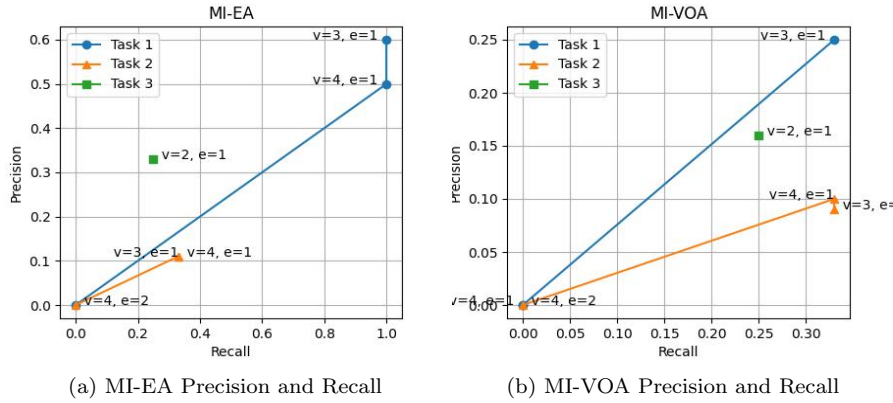 MI-EA
0.6
0.5
0.4
0.3
0.2
0.1
0.0
Precision
Task 1
Task 2
Task 3
v=3, e=1
v=4, e=1
v=2, e=1
v=3, e=1
v=4, e=1
v=4, e=2
0.0 0.2 0.4 0.6 0.8 1.0
Recall
(a) MI-EA Precision and Recall
MI-VOA
0.25
0.20
0.15
0.10
0.05
0.00
Precision
Task 1
Task 2
Task 3
v=3, e=1
v=2, e=1
v=4, e=1
v=3, e=
v=4, e=1
v=4, e=2
0.00 0.05 0.10 0.15 0.20 0.25 0.30
Recall
(b) MI-VOA Precision and Recall